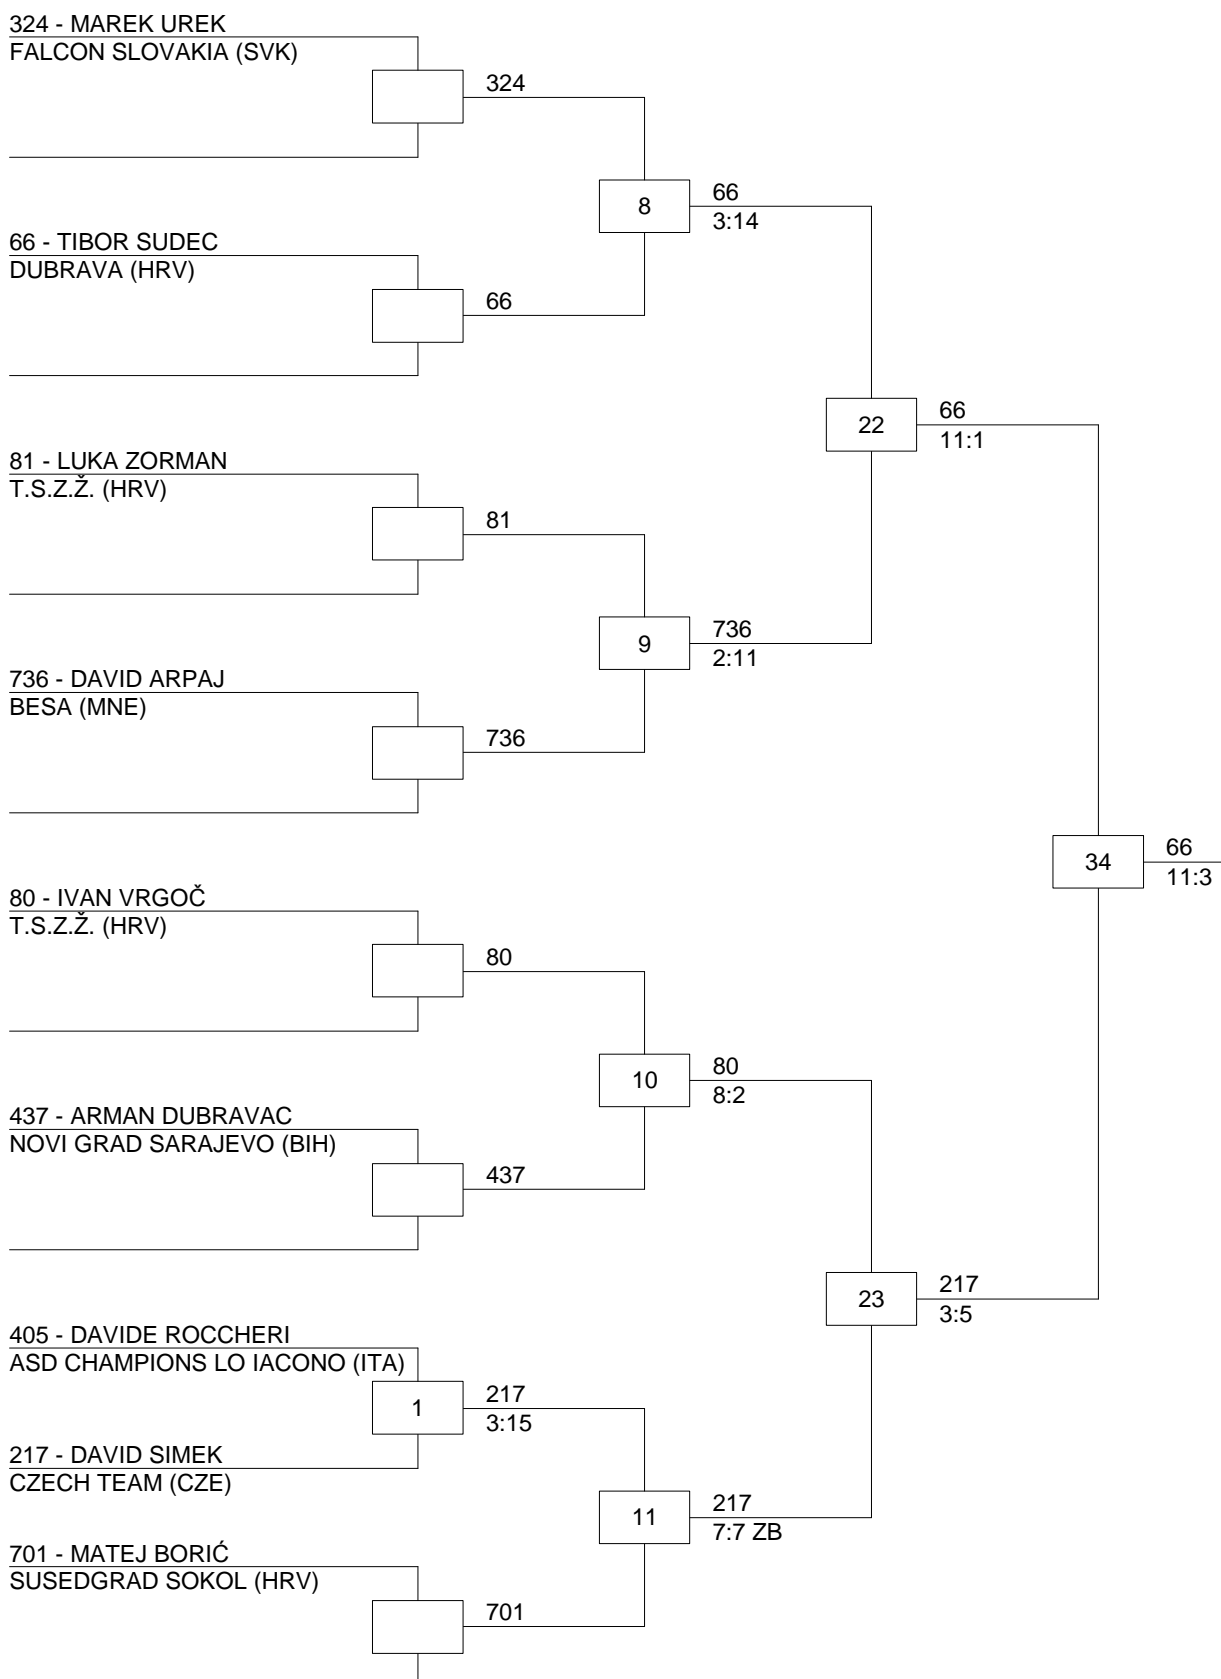 324 - MAREK UREK
FALCON SLOVAKIA (SVK)
324
8
66
3:14
66 - TIBOR SUDEC
DUBRAVA (HRV)
66
22
66
11:1
81 - LUKA ZORMAN
T.S.Z.Ž. (HRV)
81
9
736
2:11
736 - DAVID ARPAJ
BESA (MNE)
736
34
66
11:3
80 - IVAN VRGOČ
T.S.Z.Ž. (HRV)
80
10
80
8:2
437 - ARMAN DUBRAVAC
NOVI GRAD SARAJEVO (BIH)
437
23
217
3:5
405 - DAVIDE ROCCHERI
ASD CHAMPIONS LO IACONO (ITA)
1
217
3:15
217 - DAVID SIMEK
CZECH TEAM (CZE)
11
217
7:7 ZB
701 - MATEJ BORIĆ
SUSEDGRAD SOKOL (HRV)
701